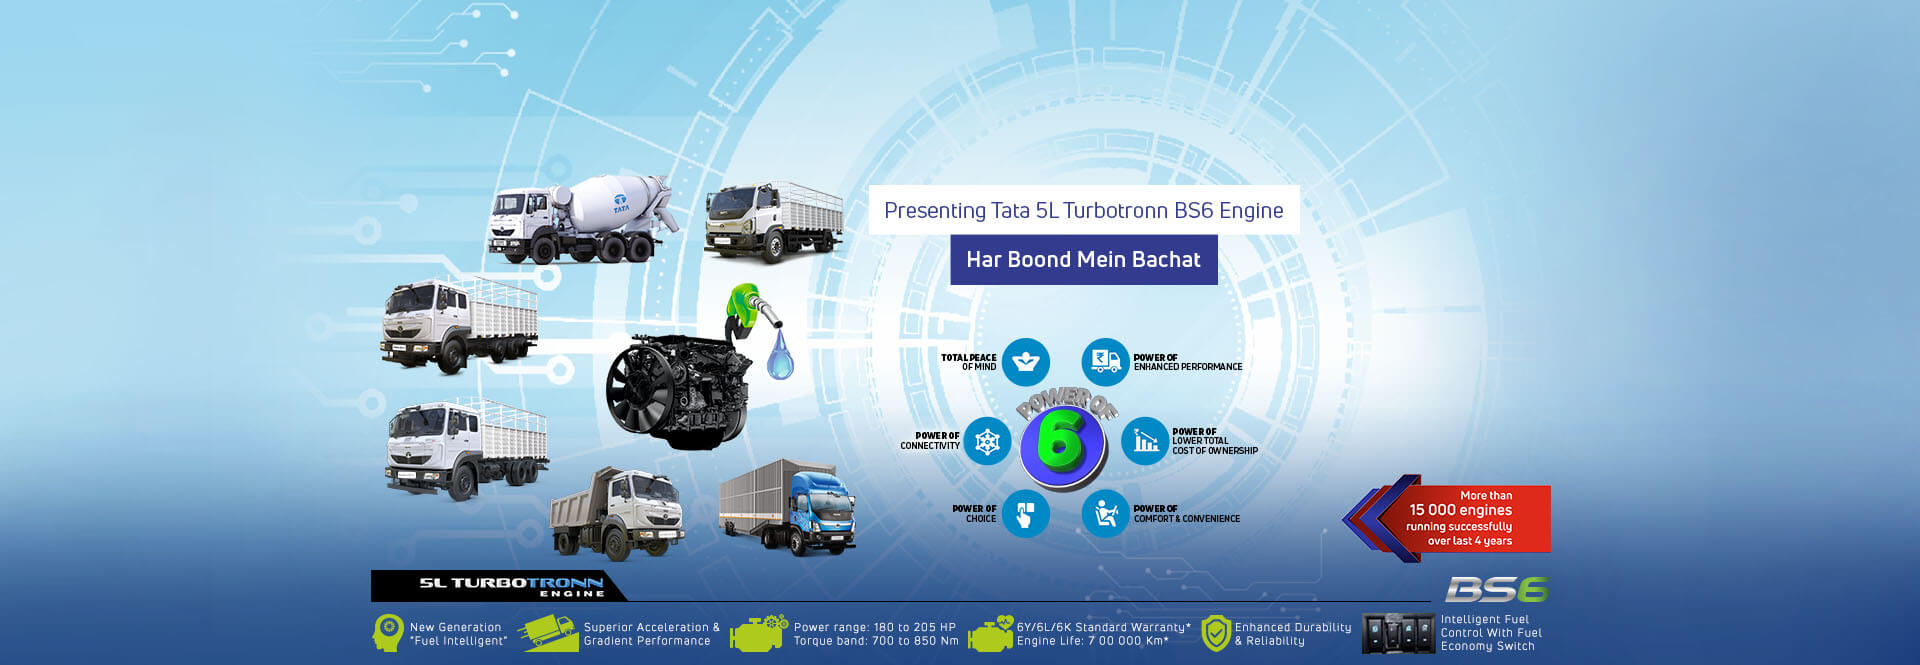 Presenting Tata 5L Turbotronn BS6 Engine
Har Boond Mein Bachat
TATA
TOTAL PEACE
OF MIND
POWER OF
ENHANCED PERFORMANCE
POWER OF
6
POWER OF
CONNECTIVITY
POWER OF
LOWER TOTAL
COST OF OWNERSHIP
POWER OF
CHOICE
POWER OF
COMFORT & CONVENIENCE
More than
15 000 engines
running successfully
over last 4 years
5L TURBOTRONN
ENGINE
BS6
New Generation
"Fuel Intelligent"
Superior Acceleration &
Gradient Performance
Power range: 180 to 205 HP
Torque band: 700 to 850 Nm
6Y/6L/6K Standard Warranty*
Engine Life: 7 00 000 Km*
Enhanced Durability
& Reliability
Intelligent Fuel
Control With Fuel
Economy Switch